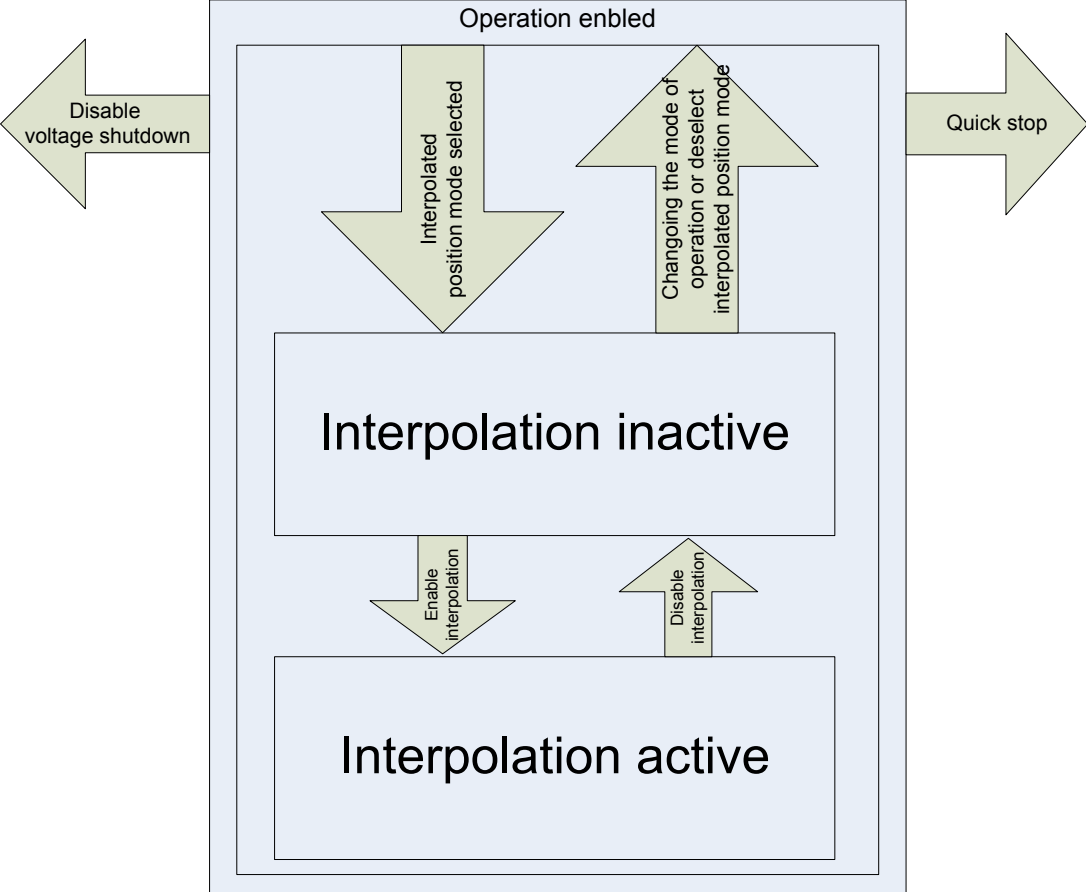 Operation enbled
Disable
voltage shutdown
Interpolated
position mode selected
Changoing the mode of
operation or deselect
interpolated position mode
Quick stop
Interpolation inactive
Enable
interpolation
Disable
interpolation
Interpolation active